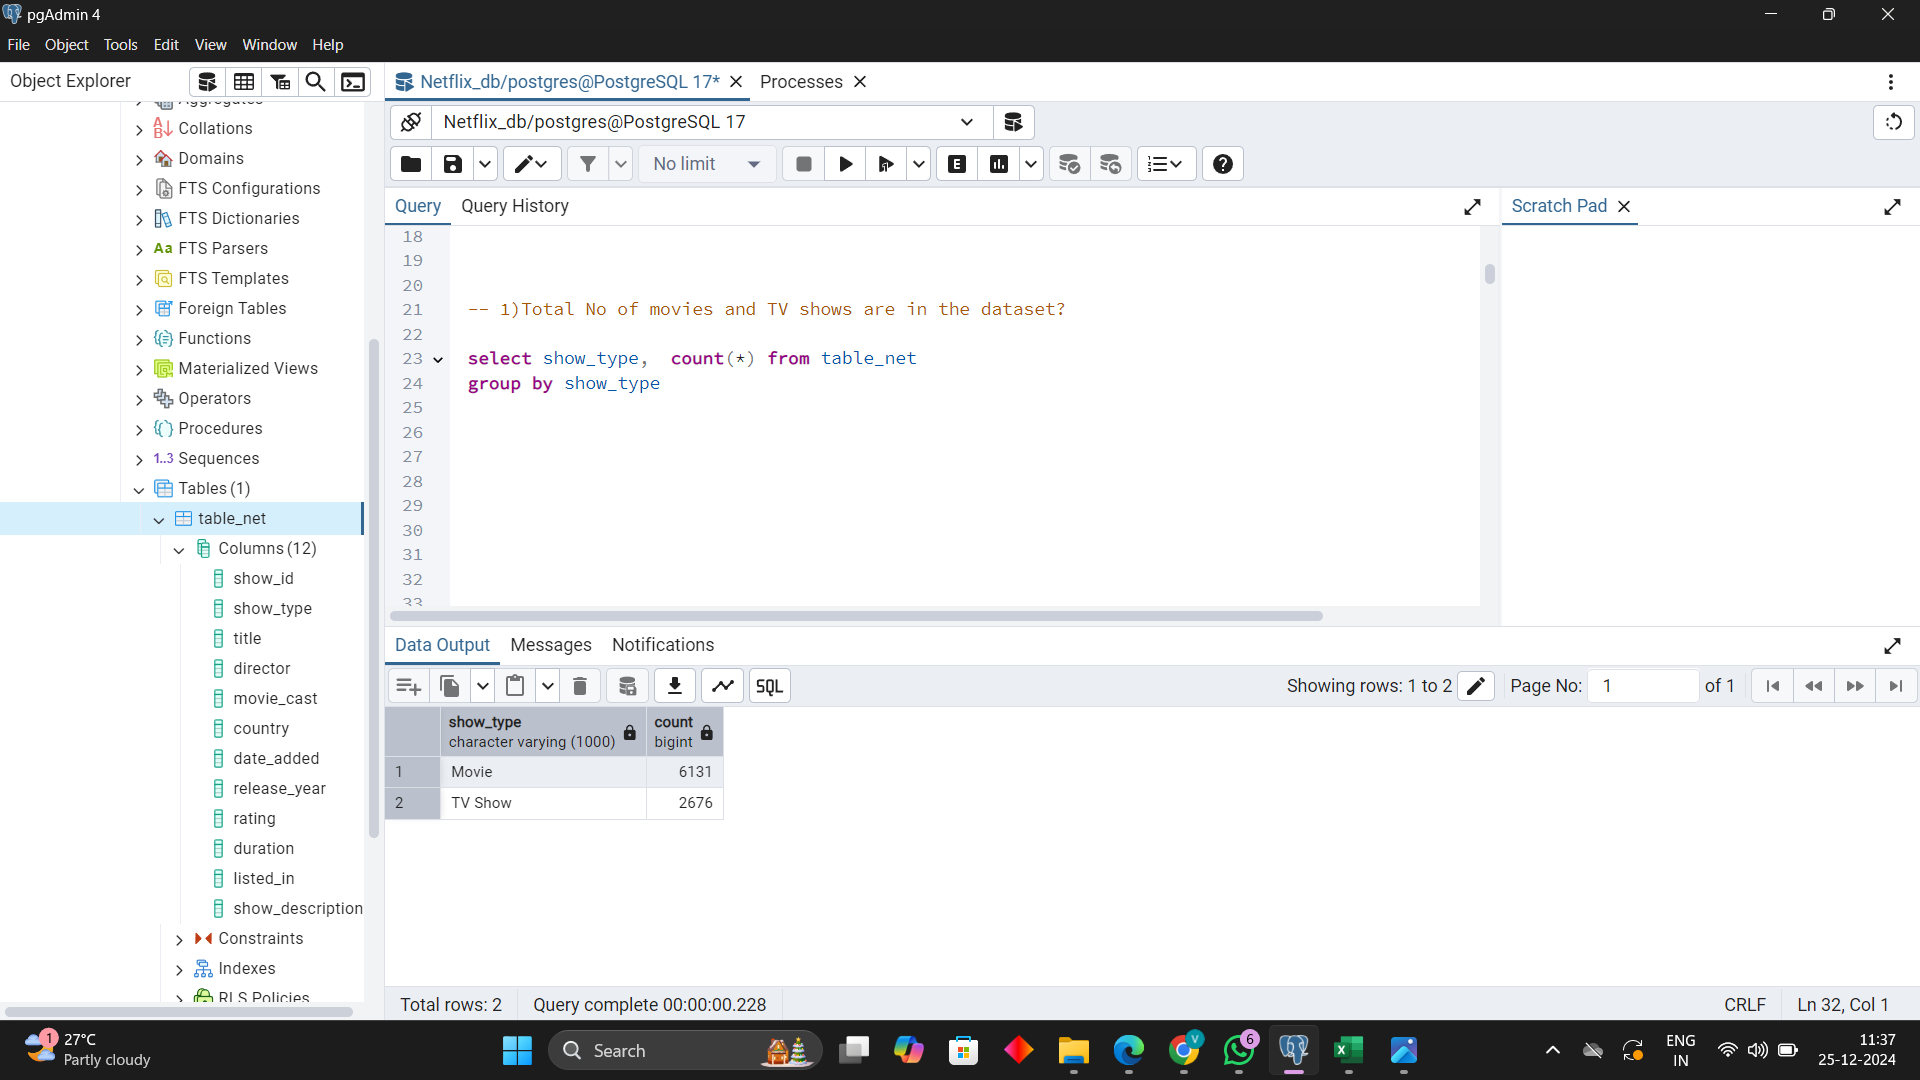 pgAdmin 4
File Object Tools Edit View Window Help
Object Explorer
Aggregates
Collations
Domains
FTS Configurations
FTS Dictionaries
Aa FTS Parsers
FTS Templates
Foreign Tables
Functions
Materialized Views
Operators
Procedures
1..3 Sequences
Tables (1)
table_net
Columns (12)
show_id
show_type
title
director
movie_cast
country
date_added
release_year
rating
duration
listed_in
show_description
Constraints
Indexes
RLS Policies
Netflix_db/postgres@PostgreSQL 17* Processes
Netflix_db/postgres@PostgreSQL 17
No limit E
Query Query History
Scratch Pad
18
19
20
21 -- 1)Total No of movies and TV shows are in the dataset?
22
23 select show_type,  count(*) from table_net
24 group by show_type
25
26
27
28
29
30
31
32
33
Data Output Messages Notifications
SQL Showing rows: 1 to 2 Page No: 1 of 1
show_type count
character varying (1000) bigint
1 Movie 6131
2 TV Show 2676
Total rows: 2 Query complete 00:00:00.228 CRLF Ln 32, Col 1
1 27°C
Partly cloudy
Search
V
6
X
ENG
IN
11:37
25-12-2024